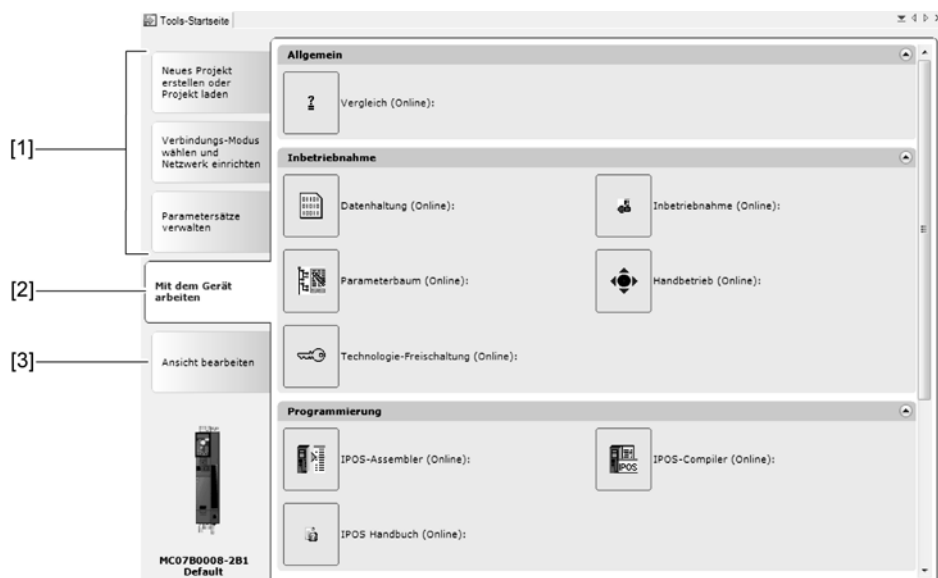 Tools-Startseite
[1]
Neues Projekt
erstellen oder
Projekt laden
Verbindungs-Modus
wählen und
Netzwerk einrichten
Parametersätze
verwalten
[2]
Mit dem Gerät
arbeiten
[3]
Ansicht bearbeiten
MC07B0008-2B1
Default
Allgemein
Vergleich (Online):
Inbetriebnahme
Datenhaltung (Online):
Inbetriebnahme (Online):
Parameterbaum (Online):
Handbetrieb (Online):
Technologie-Freischaltung (Online):
Programmierung
IPOS-Assembler (Online):
IPOS
IPOS-Compiler (Online):
IPOS Handbuch (Online):